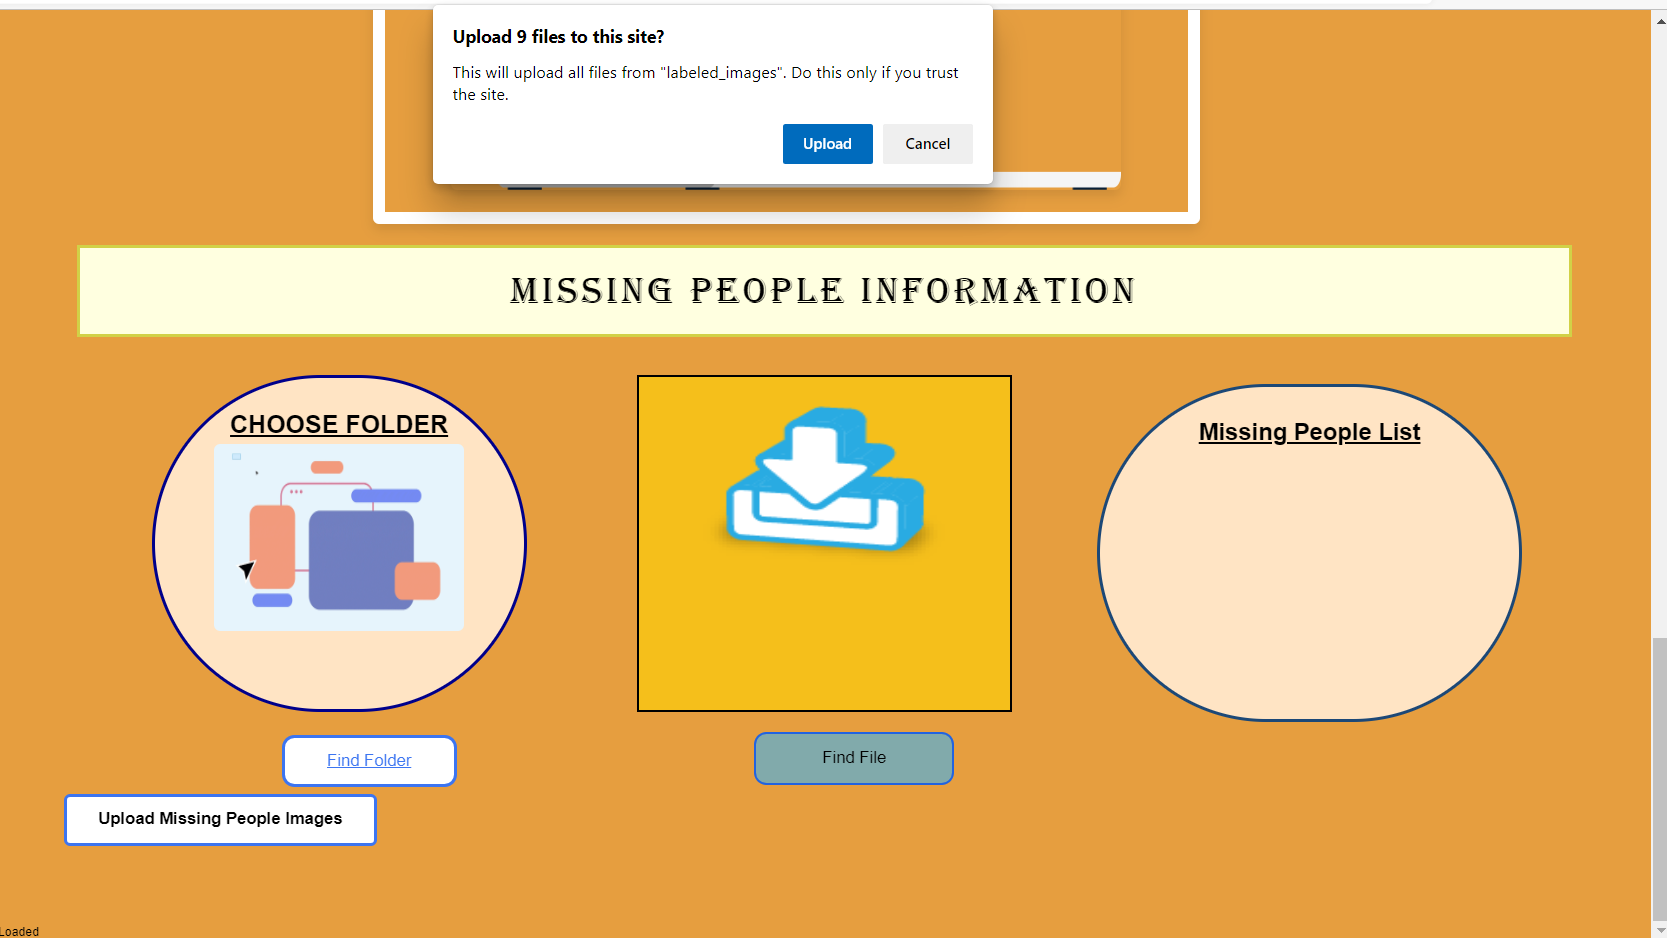 Upload 9 files to this site?
This will upload all files from "labeled_images". Do this only if you trust
the site.
Upload Cancel
MISSING PEOPLE INFORMATION
CHOOSE FOLDER
Missing People List
Find Folder
Find File
Upload Missing People Images
Loaded